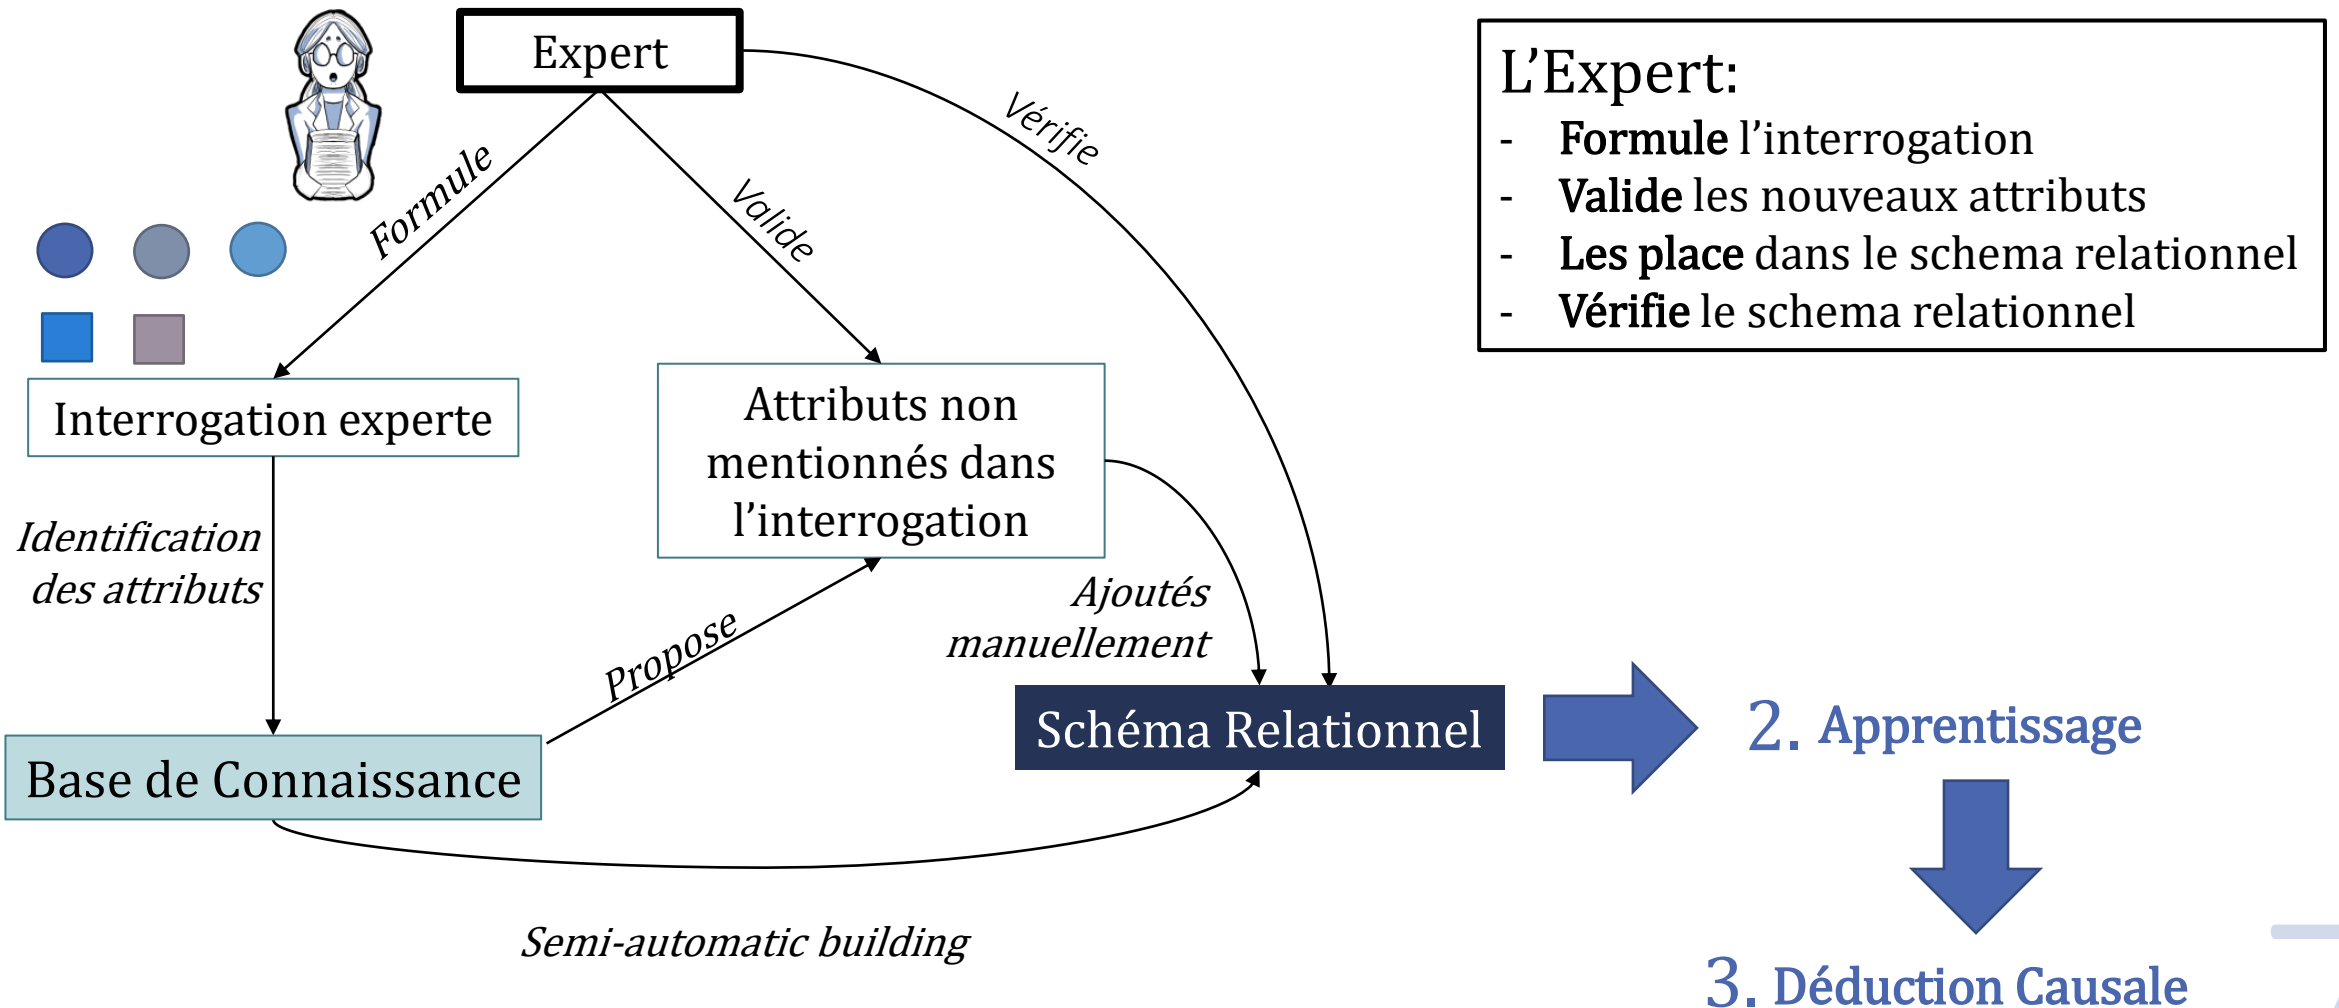 Expert
Vérifie
Formule
Valide
L’Expert:
- Formule l’interrogation
- Valide les nouveaux attributs
- Les place dans le schema relationnel
- Vérifie le schema relationnel
Interrogation experte
Attributs non
mentionnés dans
l’interrogation
Identification
des attributs
Propose
Ajoutés
manuellement
Base de Connaissance
Schéma Relationnel
2. Apprentissage
Semi-automatic building
3. Déduction Causale